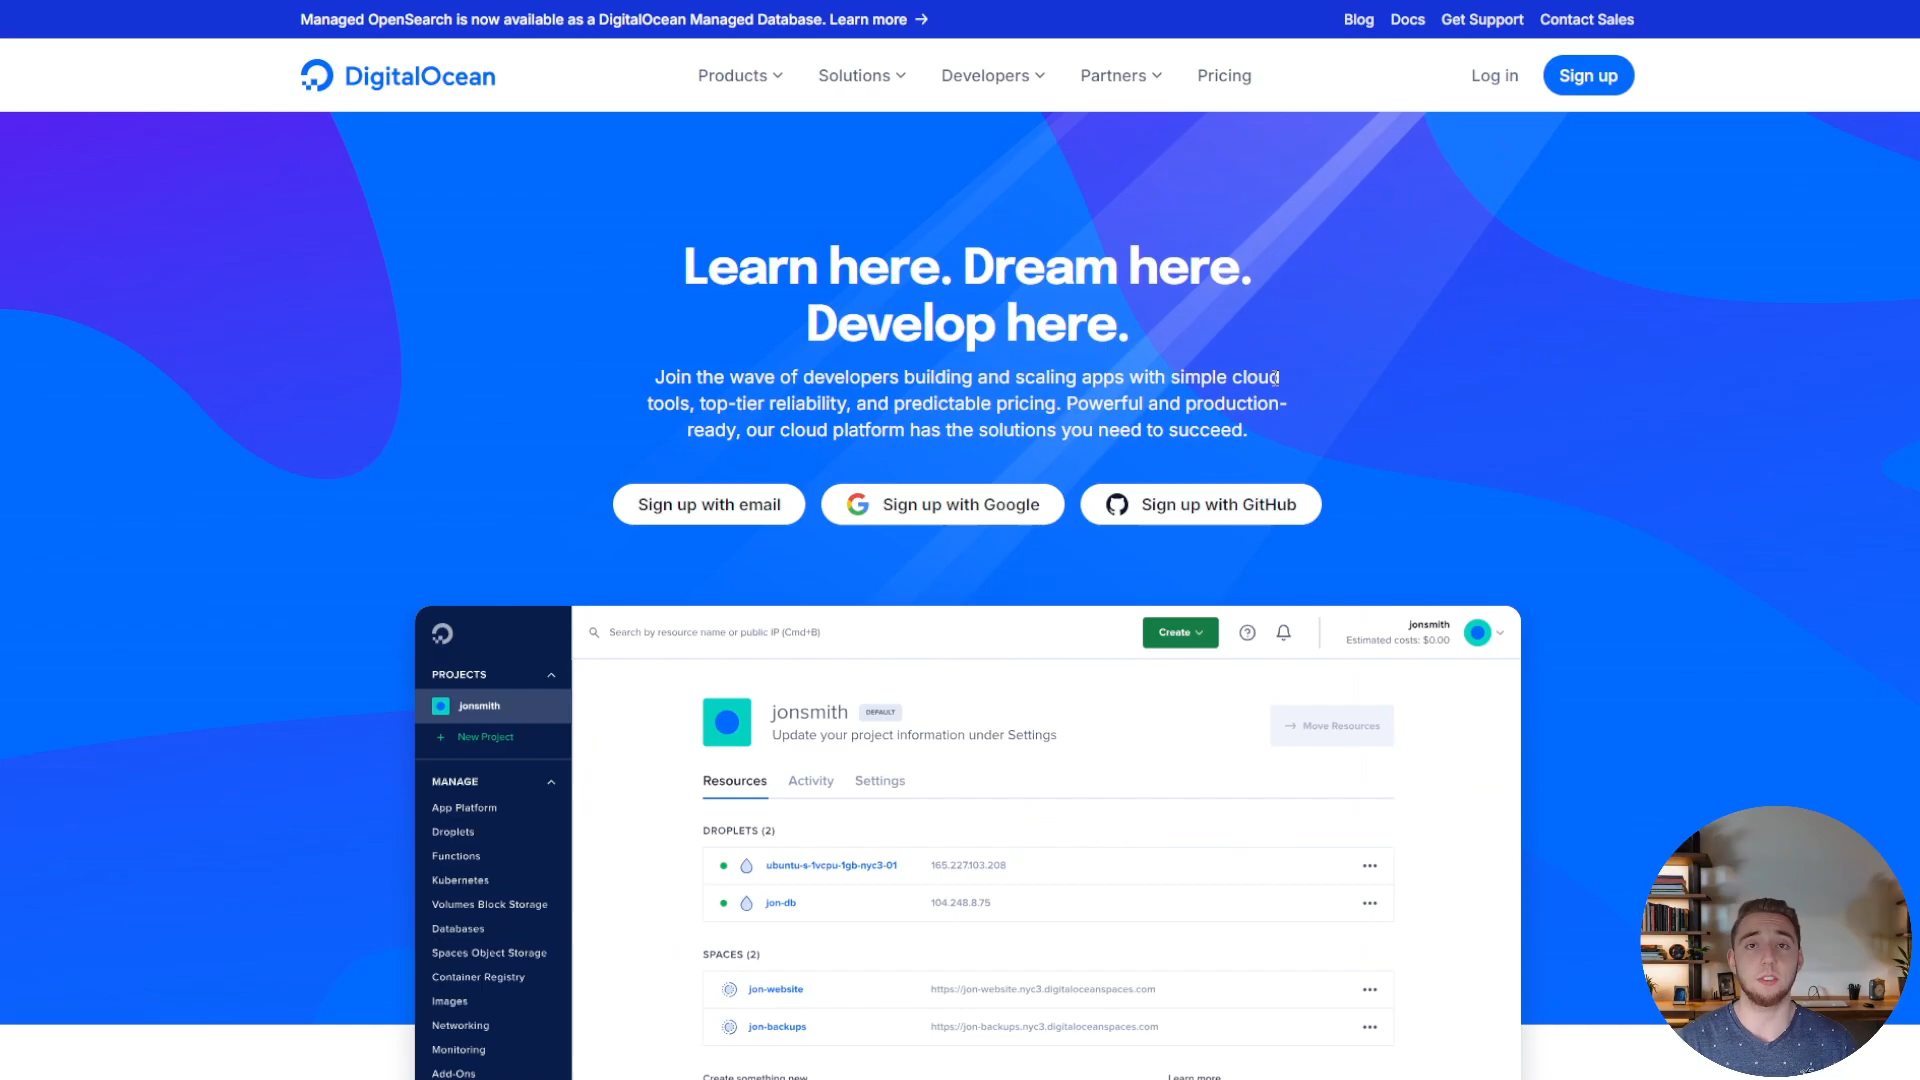 Managed OpenSearch is now available as a DigitalOcean Managed Database. Learn more →
Blog Docs Get Support Contact Sales
DigitalOcean
Products Solutions Developers Partners Pricing
Log in Sign up
Learn here. Dream here.
Develop here.
Join the wave of developers building and scaling apps with simple cloud
tools, top-tier reliability, and predictable pricing. Powerful and production-
ready, our cloud platform has the solutions you need to succeed.
Sign up with email
Sign up with Google
Sign up with GitHub
Search by resource name or public IP (Cmd+B)
Create
jonsmith
Estimated costs: $0.00
PROJECTS
jonsmith
+ New Project
MANAGE
App Platform
Droplets
Functions
Kubernetes
Volumes Block Storage
Databases
Spaces Object Storage
Container Registry
Images
Networking
Monitoring
Add-Ons
jonsmith DEFAULT
Update your project information under Settings
→ Move Resources
Resources Activity Settings
DROPLETS (2)
ubuntu-s-1vcpu-1gb-nyc3-01 165.227.103.208
jon-db 104.248.8.75
SPACES (2)
jon-website https://jon-website.nyc3.digitaloceanspaces.com
jon-backups https://jon-backups.nyc3.digitaloceanspaces.com
Create something new
Learn more